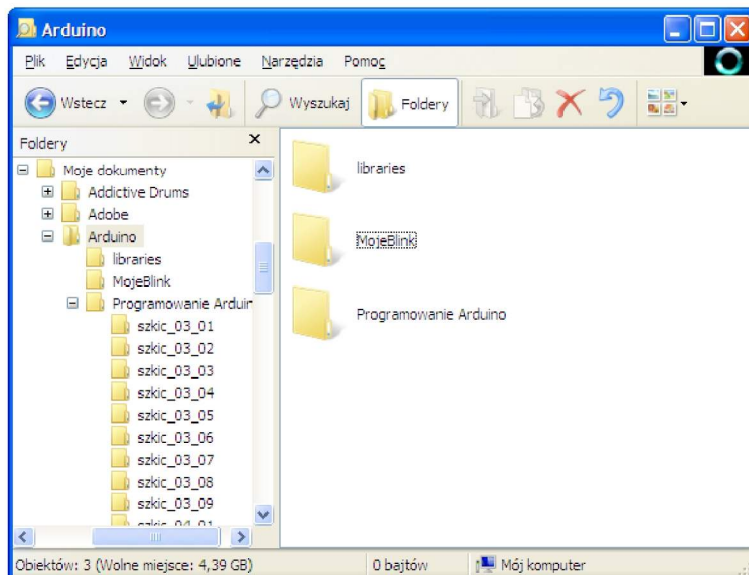 Arduino
Plik Edycja Widok Ulubione Narzędzia Pomoc
Wstecz Wyszukaj Foldery
Foldery
Moje dokumenty
Addictive Drums
Adobe
Arduino
libraries
MojeBlink
Programowanie Arduin
szkic_03_01
szkic_03_02
szkic_03_03
szkic_03_04
szkic_03_05
szkic_03_06
szkic_03_07
szkic_03_08
szkic_03_09
szkic_04_01
libraries
MojeBlink
Programowanie Arduino
Obiektów: 3 (Wolne miejsce: 4,39 GB) 0 bajtów Mój komputer